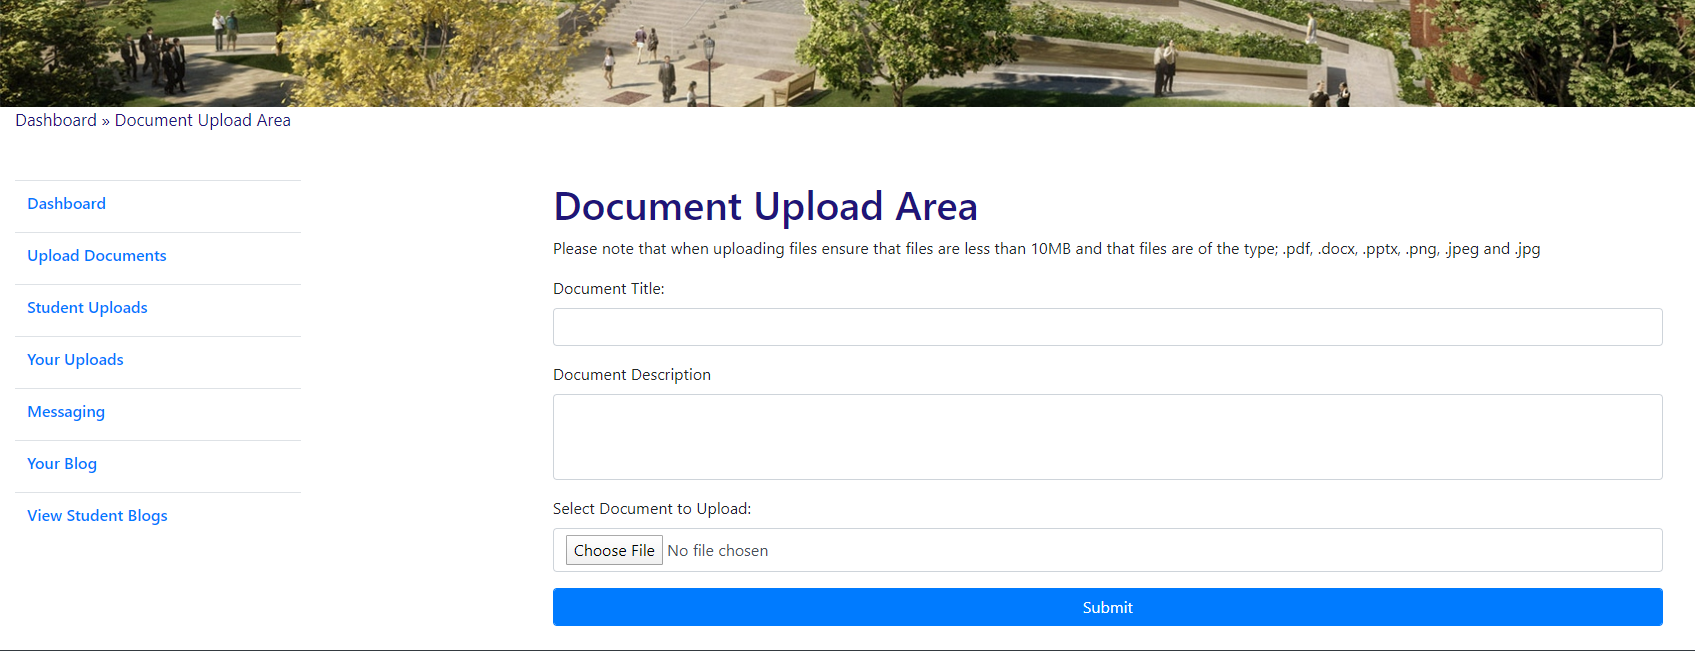 Dashboard » Document Upload Area
Dashboard
Upload Documents
Student Uploads
Your Uploads
Messaging
Your Blog
View Student Blogs
Document Upload Area
Please note that when uploading files ensure that files are less than 10MB and that files are of the type; .pdf, .docx, .pptx, .png, .jpeg and .jpg
Document Title:
Document Description
Select Document to Upload:
Choose File No file chosen
Submit